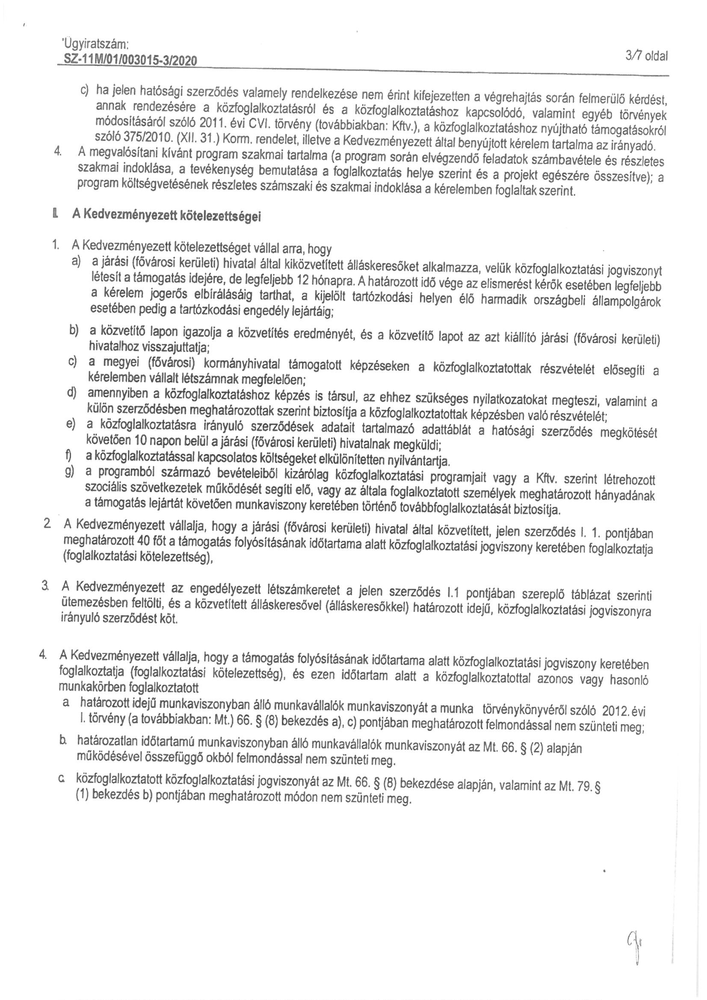 Ügyiratszám:
SZ-11M/01/003015-3/2020
3/7 oldal
c) ha jelen hatósági szerződés valamely rendelkezése nem érint kifejezetten a végrehajtás során felmerülő kérdést,
annak rendezésére a közfoglalkoztatásról és a közfoglalkoztatáshoz kapcsolódó, valamint egyéb törvények
módosításáról szóló 2011. évi CVI. törvény (továbbiakban: Kftv.), a közfoglalkoztatáshoz nyújtható támogatásokról
szóló 375/2010. (XII. 31.) Korm. rendelet, illetve a Kedvezményezett által benyújtott kérelem tartalma az irányadó.
4. A megvalósítani kívánt program szakmai tartalma (a program során elvégzendő feladatok számbavétele és részletes
szakmai indoklása, a tevékenység bemutatása a foglalkoztatás helye szerint és a projekt egészére összesítve); a
program költségvetésének részletes számszaki és szakmai indoklása a kérelemben foglaltak szerint.
II. A Kedvezményezett kötelezettségei
1. A Kedvezményezett kötelezettséget vállal arra, hogy
a) a járási (fővárosi kerületi) hivatal által kiközvetített álláskeresőket alkalmazza, velük közfoglalkoztatási jogviszonyt
létesít a támogatás idejére, de legfeljebb 12 hónapra. A határozott idő vége az elismerést kérők esetében legfeljebb
a kérelem jogerős elbírálásáig tarthat, a kijelölt tartózkodási helyen élő harmadik országbeli állampolgárok
esetében pedig a tartózkodási engedély lejártáig;
b) a közvetítő lapon igazolja a közvetítés eredményét, és a közvetítő lapot az azt kiállító járási (fővárosi kerületi)
hivatalhoz visszajuttatja;
c) a megyei (fővárosi) kormányhivatal támogatott képzéseken a közfoglalkoztatottak részvételét elősegíti a
kérelemben vállalt létszámnak megfelelően;
d) amennyiben a közfoglalkoztatáshoz képzés is társul, az ehhez szükséges nyilatkozatokat megteszi, valamint a
külön szerződésben meghatározottak szerint biztosítja a közfoglalkoztatottak képzésben való részvételét;
e) a közfoglalkoztatásra irányuló szerződések adatait tartalmazó adattáblát a hatósági szerződés megkötését
követően 10 napon belül a járási (fővárosi kerületi) hivatalnak megküldi;
f) a közfoglalkoztatással kapcsolatos költségeket elkülönítetten nyilvántartja.
g) a programból származó bevételeiből kizárólag közfoglalkoztatási programjait vagy a Kftv. szerint létrehozott
szociális szövetkezetek működését segíti elő, vagy az általa foglalkoztatott személyek meghatározott hányadának
a támogatás lejártát követően munkaviszony keretében történő továbbfoglalkoztatását biztosítja.
2. A Kedvezményezett vállalja, hogy a járási (fővárosi kerületi) hivatal által közvetített, jelen szerződés I. 1. pontjában
meghatározott 40 főt a támogatás folyósításának időtartama alatt közfoglalkoztatási jogviszony keretében foglalkoztatja
(foglalkoztatási kötelezettség),
3. A Kedvezményezett az engedélyezett létszámkeretet a jelen szerződés I.1 pontjában szereplő táblázat szerinti
ütemezésben feltölti, és a közvetített álláskeresővel (álláskeresőkkel) határozott idejű, közfoglalkoztatási jogviszonyra
irányuló szerződést köt.
4. A Kedvezményezett vállalja, hogy a támogatás folyósításának időtartama alatt közfoglalkoztatási jogviszony keretében
foglalkoztatja (foglalkoztatási kötelezettség), és ezen időtartam alatt a közfoglalkoztatottal azonos vagy hasonló
munkakörben foglalkoztatott
a határozott idejű munkaviszonyban álló munkavállalók munkaviszonyát a munka törvénykönyvéről szóló 2012. évi
I. törvény (a továbbiakban: Mt.) 66. § (8) bekezdés a), c) pontjában meghatározott felmondással nem szünteti meg;
b. határozatlan időtartamú munkaviszonyban álló munkavállalók munkaviszonyát az Mt. 66. § (2) alapján
működésével összefüggő okból felmondással nem szünteti meg.
c. közfoglalkoztatott közfoglalkoztatási jogviszonyát az Mt. 66. § (8) bekezdése alapján, valamint az Mt. 79. §
(1) bekezdés b) pontjában meghatározott módon nem szünteti meg.